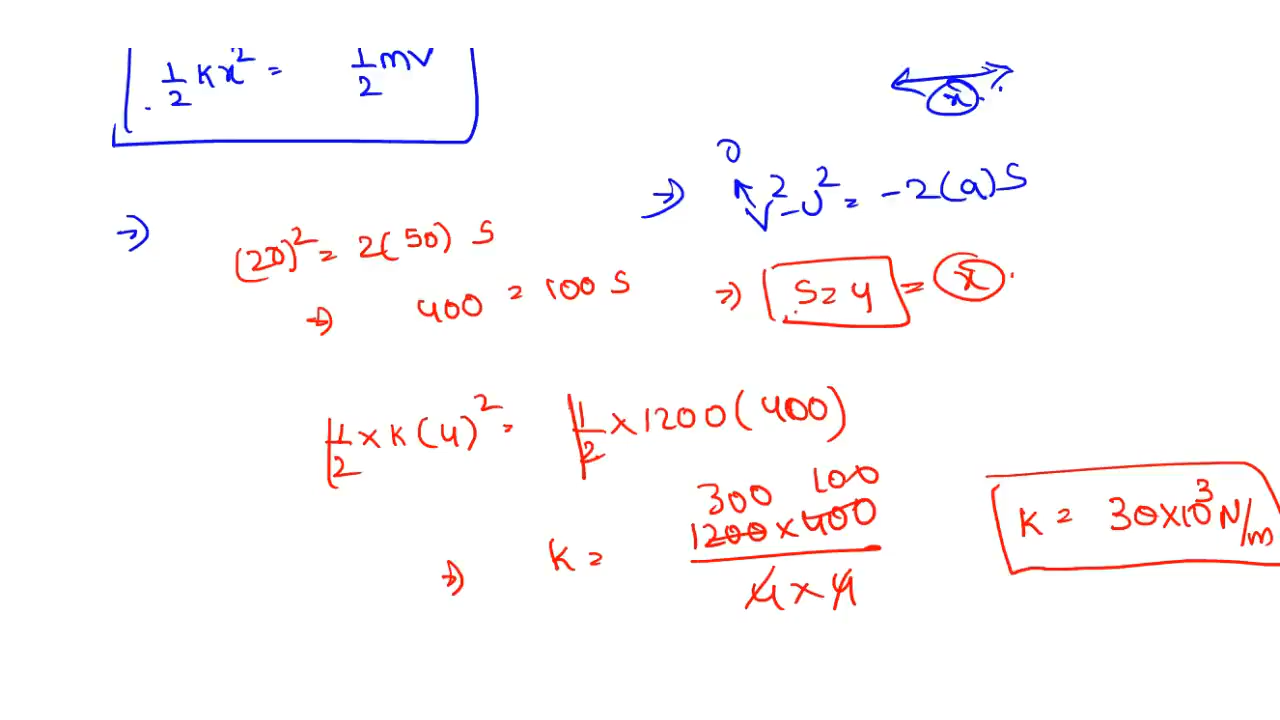 1/2 Kx² = 1/2 mv
x
0
⇒ V² - U² = -2(a)S
⇒ (20)² = 2(50) S
⇒ 400 = 100 S ⇒ S = 4 = x
1/2 × K(4)² = 1/2 × 1200(400)
300 100
⇒ K = 1200 × 400 / 4 × 4
K = 30×10³ N/m